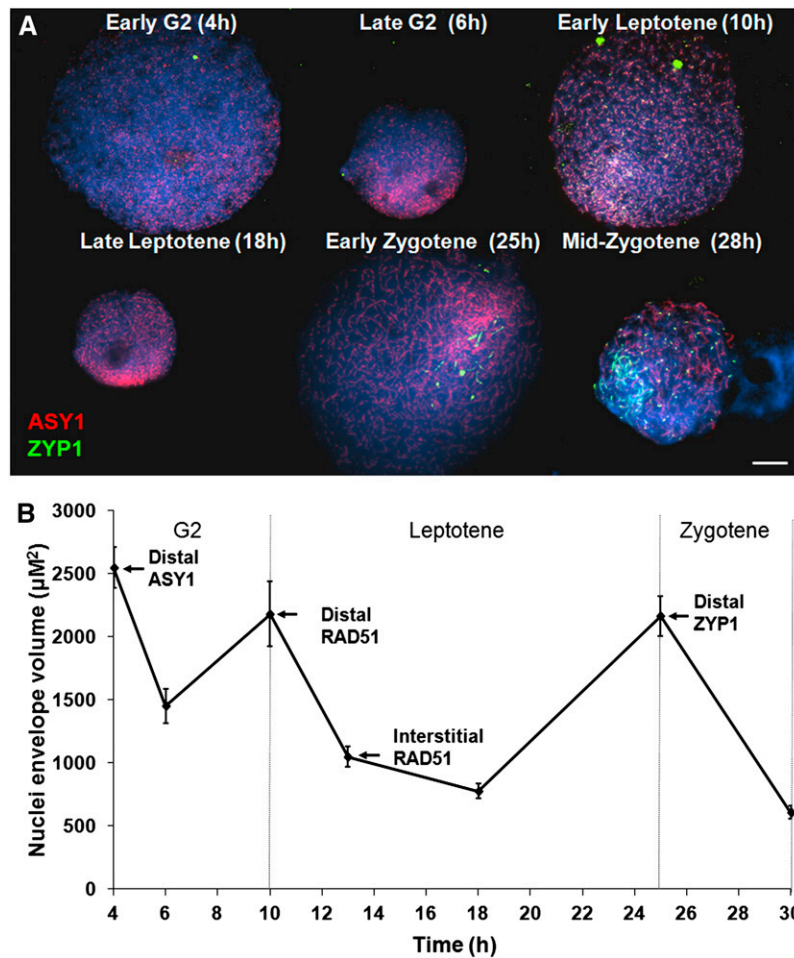 A
Early G2 (4h)
Late G2 (6h)
Early Leptotene (10h)
Late Leptotene (18h)
Early Zygotene (25h)
Mid-Zygotene (28h)
ASY1
ZYP1
B
3000
2500
2000
1500
1000
500
0
Nuclei envelope volume (µM²)
G2
Leptotene
Zygotene
Distal
ASY1
Distal
RAD51
Interstitial
RAD51
Distal
ZYP1
4 6 8 10 12 14 16 18 20 22 24 26 28 30
Time (h)